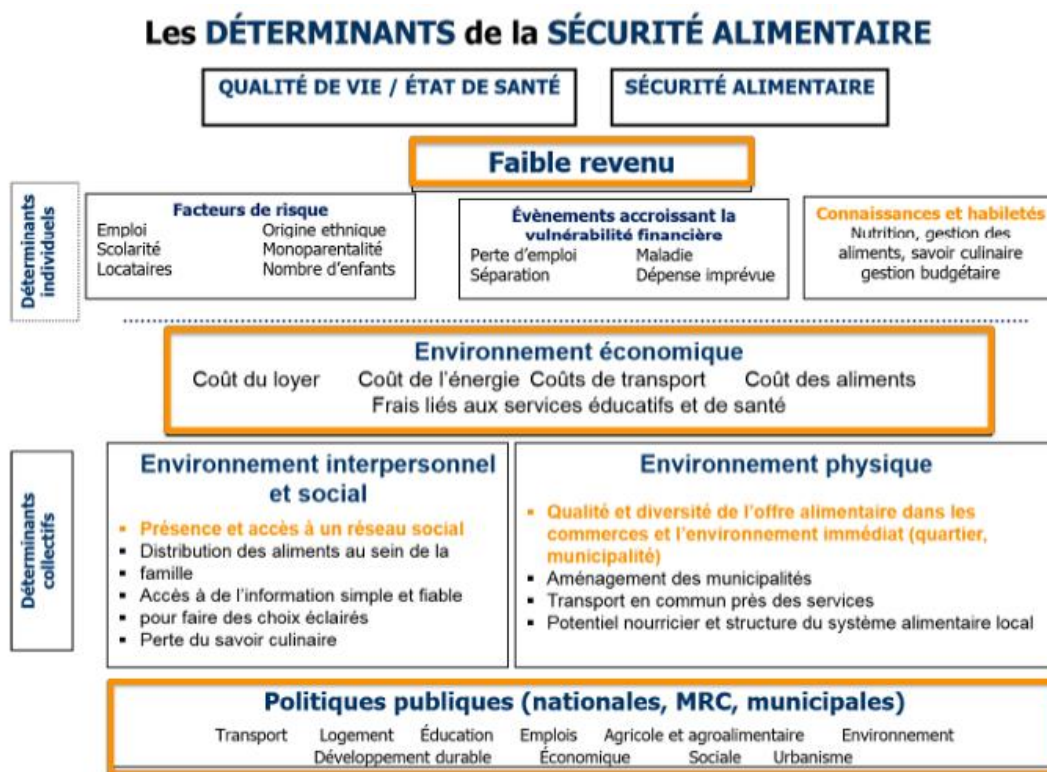 Les DÉTERMINANTS de la SÉCURITÉ ALIMENTAIRE
QUALITÉ DE VIE / ÉTAT DE SANTÉ
SÉCURITÉ ALIMENTAIRE
Faible revenu
Déterminants
individuels
Facteurs de risque
Emploi Origine ethnique
Scolarité Monoparentalité
Locataires Nombre d'enfants
Évènements accroissant la
vulnérabilité financière
Perte d'emploi Maladie
Séparation Dépense imprévue
Connaissances et habiletés
Nutrition, gestion des
aliments, savoir culinaire
gestion budgétaire
Environnement économique
Coût du loyer Coût de l'énergie Coûts de transport Coût des aliments
Frais liés aux services éducatifs et de santé
Déterminants
collectifs
Environnement interpersonnel
et social
▪ Présence et accès à un réseau social
▪ Distribution des aliments au sein de la
▪ famille
▪ Accès à de l'information simple et fiable
▪ pour faire des choix éclairés
▪ Perte du savoir culinaire
Environnement physique
▪ Qualité et diversité de l'offre alimentaire dans les
commerces et l'environnement immédiat (quartier,
municipalité)
▪ Aménagement des municipalités
▪ Transport en commun près des services
▪ Potentiel nourricier et structure du système alimentaire local
Politiques publiques (nationales, MRC, municipales)
Transport Logement Éducation Emplois Agricole et agroalimentaire Environnement
Développement durable Économique Sociale Urbanisme